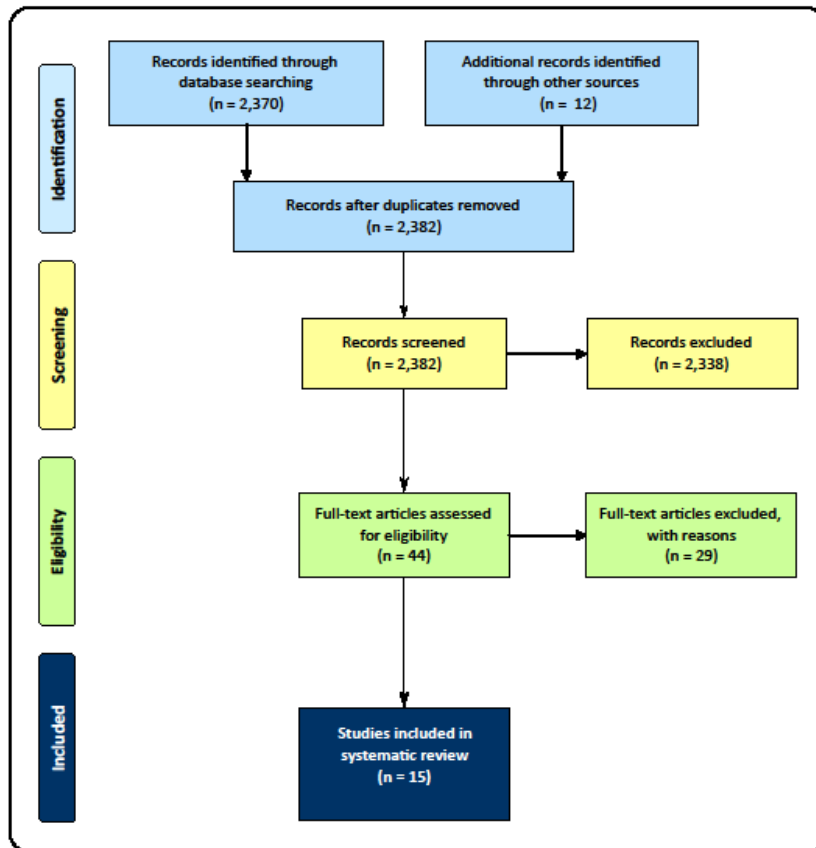 Identification
Records identified through
database searching
(n = 2,370)
Additional records identified
through other sources
(n = 12)
Records after duplicates removed
(n = 2,382)
Screening
Records screened
(n = 2,382)
Records excluded
(n = 2,338)
Eligibility
Full-text articles assessed
for eligibility
(n = 44)
Full-text articles excluded,
with reasons
(n = 29)
Included
Studies included in
systematic review
(n = 15)